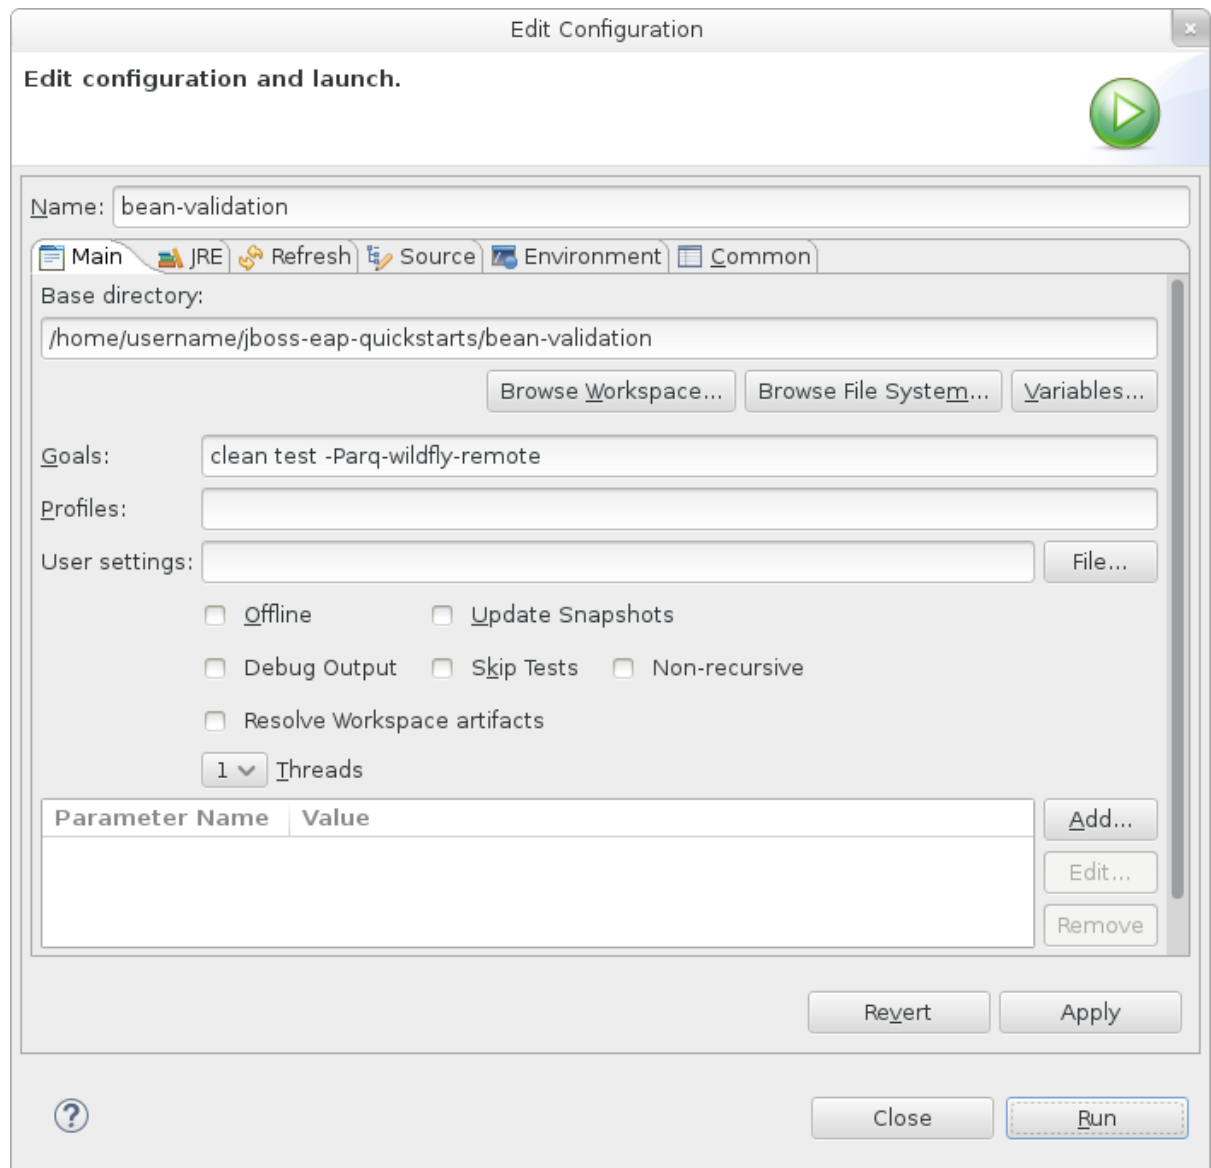 Edit Configuration
Edit configuration and launch.
Name: bean-validation
Main JRE Refresh Source Environment Common
Base directory:
/home/username/jboss-eap-quickstarts/bean-validation
Browse Workspace... Browse File System... Variables...
Goals: clean test -Parq-wildfly-remote
Profiles:
User settings: File...
Offline Update Snapshots
Debug Output Skip Tests Non-recursive
Resolve Workspace artifacts
1 Threads
Parameter Name Value Add...
Edit...
Remove
Revert Apply
? Close Run